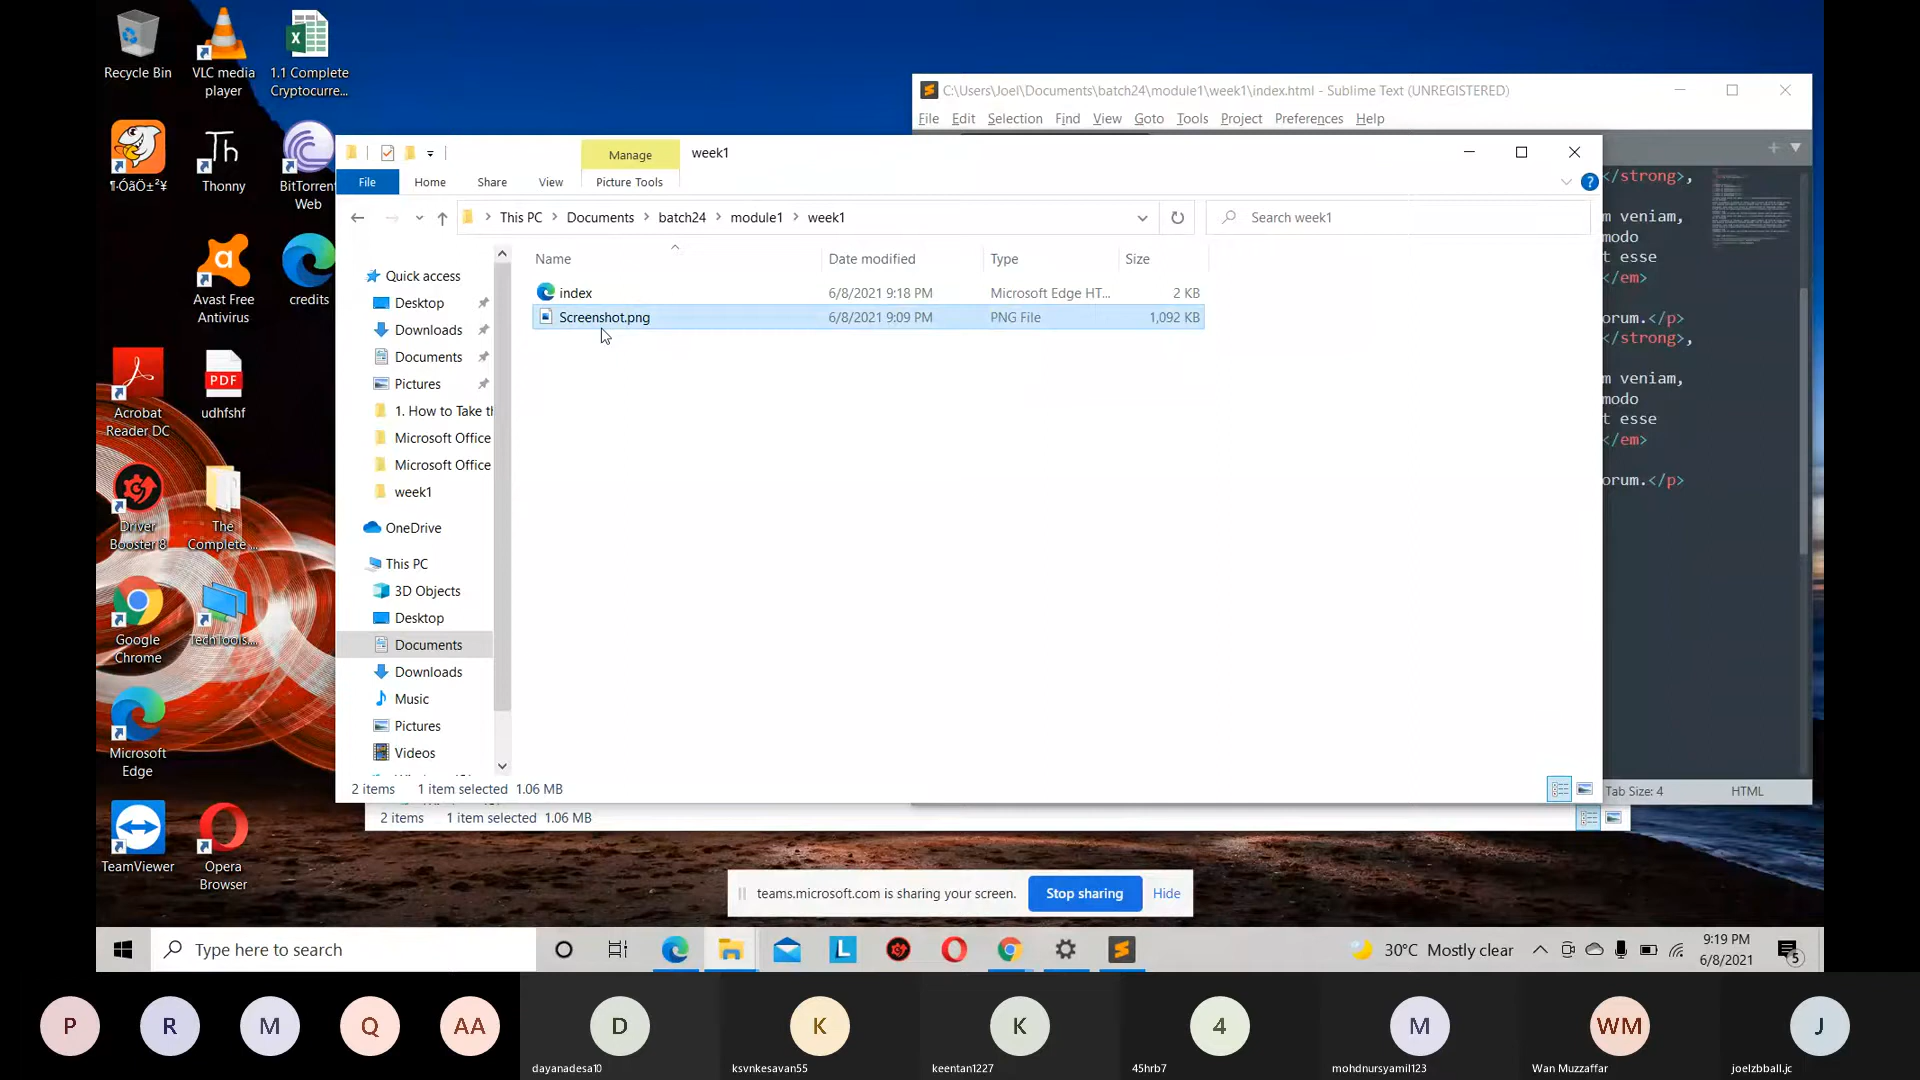 Recycle Bin
VLC media player
1.1 Complete Cryptocurre...
Thonny
BitTorrent Web
Avast Free Antivirus
credits
Acrobat Reader DC
PDF
udhfshf
Driver Booster 8
The Complete ...
Google Chrome
TechTools....
Microsoft Edge
TeamViewer
Opera Browser
C:\Users\Joel\Documents\batch24\module1\week1\index.html - Sublime Text (UNREGISTERED)
File Edit Selection Find View Goto Tools Project Preferences Help
Manage week1
File Home Share View Picture Tools
This PC > Documents > batch24 > module1 > week1
Search week1
Name Date modified Type Size
index 6/8/2021 9:18 PM Microsoft Edge HT... 2 KB
Screenshot.png 6/8/2021 9:09 PM PNG File 1,092 KB
Quick access
Desktop
Downloads
Documents
Pictures
1. How to Take th
Microsoft Office
Microsoft Office
week1
OneDrive
This PC
3D Objects
Desktop
Documents
Downloads
Music
Pictures
Videos
2 items 1 item selected 1.06 MB
2 items 1 item selected 1.06 MB
</strong>,
m veniam,
modo
t esse
</em>
orum.</p>
</strong>,
m veniam,
modo
t esse
</em>
orum.</p>
Tab Size: 4 HTML
teams.microsoft.com is sharing your screen. Stop sharing Hide
Type here to search
30°C Mostly clear
9:19 PM
6/8/2021
5
P R M Q AA D K K 4 M WM J
dayanadesa10 ksvnkesavan55 keentan1227 45hrb7 mohdnursyamil123 Wan Muzzaffar joelzbball.jc